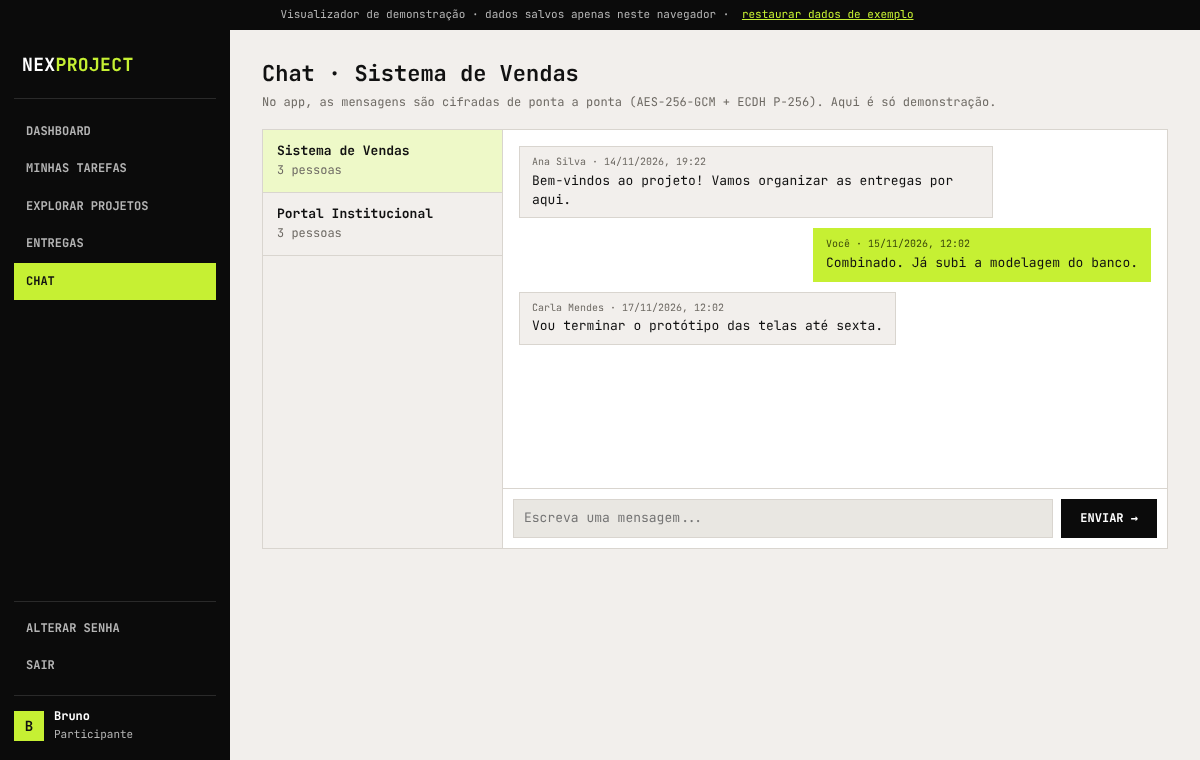 Visualizador de demonstração · dados salvos apenas neste navegador · restaurar dados de exemplo
NEXPROJECT
DASHBOARD
MINHAS TAREFAS
EXPLORAR PROJETOS
ENTREGAS
CHAT
ALTERAR SENHA
SAIR
B
Bruno
Participante
Chat · Sistema de Vendas
No app, as mensagens são cifradas de ponta a ponta (AES-256-GCM + ECDH P-256). Aqui é só demonstração.
Sistema de Vendas
3 pessoas
Portal Institucional
3 pessoas
Ana Silva · 14/11/2026, 19:22
Bem-vindos ao projeto! Vamos organizar as entregas por
aqui.
Você · 15/11/2026, 12:02
Combinado. Já subi a modelagem do banco.
Carla Mendes · 17/11/2026, 12:02
Vou terminar o protótipo das telas até sexta.
Escreva uma mensagem...
ENVIAR →